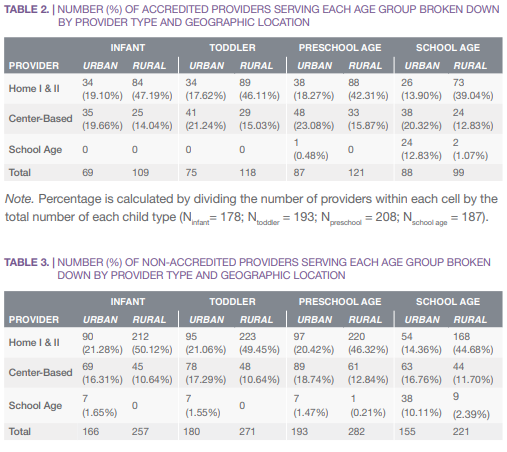 TABLE 2. | NUMBER (%) OF ACCREDITED PROVIDERS SERVING EACH AGE GROUP BROKEN DOWN
BY PROVIDER TYPE AND GEOGRAPHIC LOCATION
INFANT TODDLER PRESCHOOL AGE SCHOOL AGE
PROVIDER URBAN RURAL URBAN RURAL URBAN RURAL URBAN RURAL
Home I & II 34 84 34 89 38 88 26 73
(19.10%) (47.19%) (17.62%) (46.11%) (18.27%) (42.31%) (13.90%) (39.04%)
Center-Based 35 25 41 29 48 33 38 24
(19.66%) (14.04%) (21.24%) (15.03%) (23.08%) (15.87%) (20.32%) (12.83%)
School Age 0 0 0 0 1 0 24 2
(0.48%) (12.83%) (1.07%)
Total 69 109 75 118 87 121 88 99
Note. Percentage is calculated by dividing the number of providers within each cell by the
total number of each child type (Ninfant= 178; Ntoddler = 193; Npreschool = 208; Nschool age = 187).
TABLE 3. | NUMBER (%) OF NON-ACCREDITED PROVIDERS SERVING EACH AGE GROUP BROKEN
DOWN BY PROVIDER TYPE AND GEOGRAPHIC LOCATION
INFANT TODDLER PRESCHOOL AGE SCHOOL AGE
PROVIDER URBAN RURAL URBAN RURAL URBAN RURAL URBAN RURAL
Home I & II 90 212 95 223 97 220 54 168
(21.28%) (50.12%) (21.06%) (49.45%) (20.42%) (46.32%) (14.36%) (44.68%)
Center-Based 69 45 78 48 89 61 63 44
(16.31%) (10.64%) (17.29%) (10.64%) (18.74%) (12.84%) (16.76%) (11.70%)
School Age 7 0 7 0 7 1 38 9
(1.65%) (1.55%) (1.47%) (0.21%) (10.11%) (2.39%)
Total 166 257 180 271 193 282 155 221